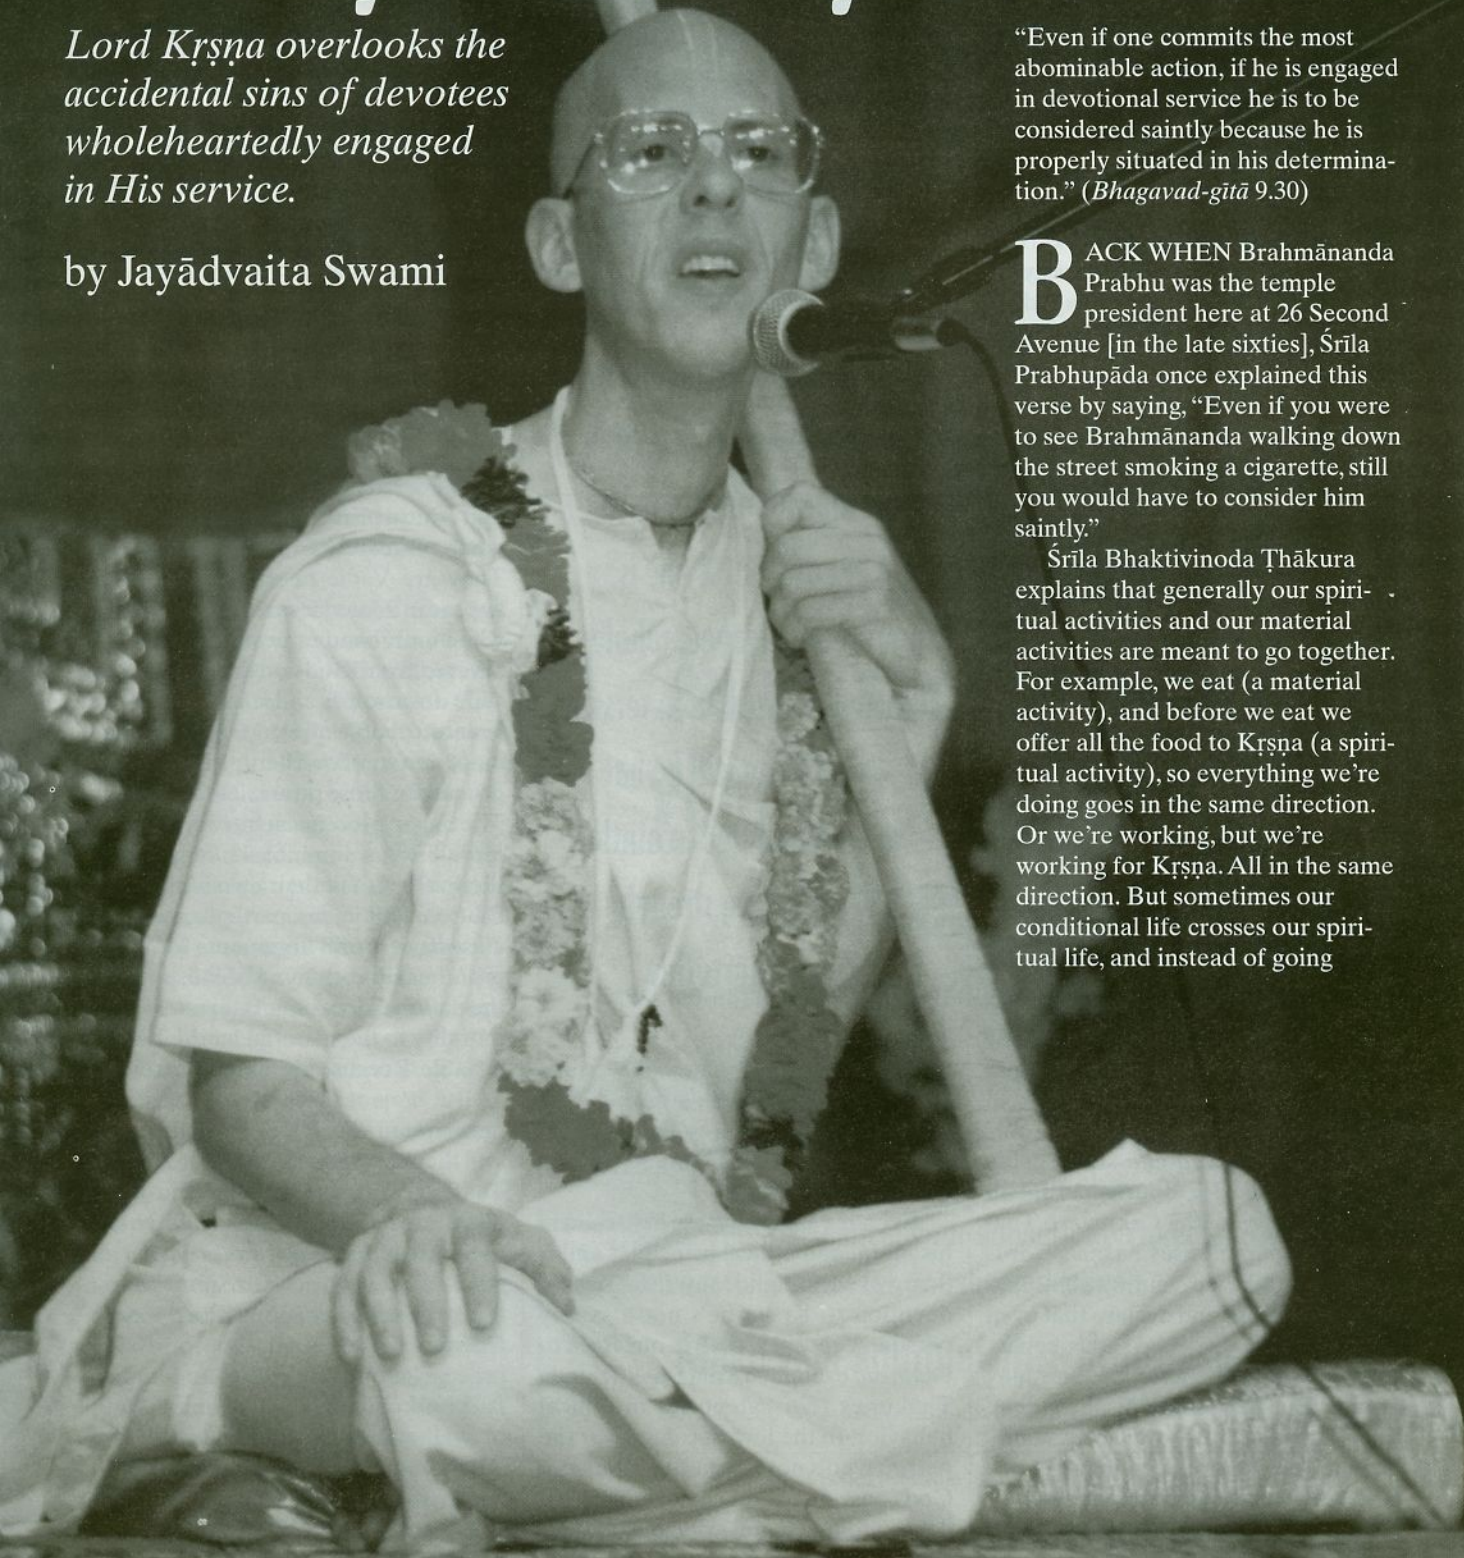 Lord Kṛṣṇa overlooks the
accidental sins of devotees
wholeheartedly engaged
in His service.
by Jayādvaita Swami
“Even if one commits the most
abominable action, if he is engaged
in devotional service he is to be
considered saintly because he is
properly situated in his determina-
tion.” (Bhagavad-gītā 9.30)
BACK WHEN Brahmānanda
Prabhu was the temple
president here at 26 Second
Avenue [in the late sixties], Śrīla
Prabhupāda once explained this
verse by saying, “Even if you were
to see Brahmānanda walking down
the street smoking a cigarette, still
you would have to consider him
saintly.”
Śrīla Bhaktivinoda Ṭhākura
explains that generally our spiri-
tual activities and our material
activities are meant to go together.
For example, we eat (a material
activity), and before we eat we
offer all the food to Kṛṣṇa (a spiri-
tual activity), so everything we’re
doing goes in the same direction.
Or we’re working, but we’re
working for Kṛṣṇa. All in the same
direction. But sometimes our
conditional life crosses our spiri-
tual life, and instead of going